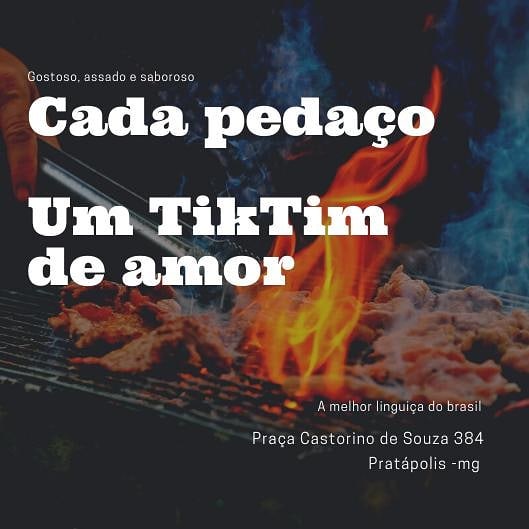 Gostoso, assado e saboroso
Cada pedaço
Um TikTim
de amor
A melhor linguiça do brasil
Praça Castorino de Souza 384
Pratápolis -mg